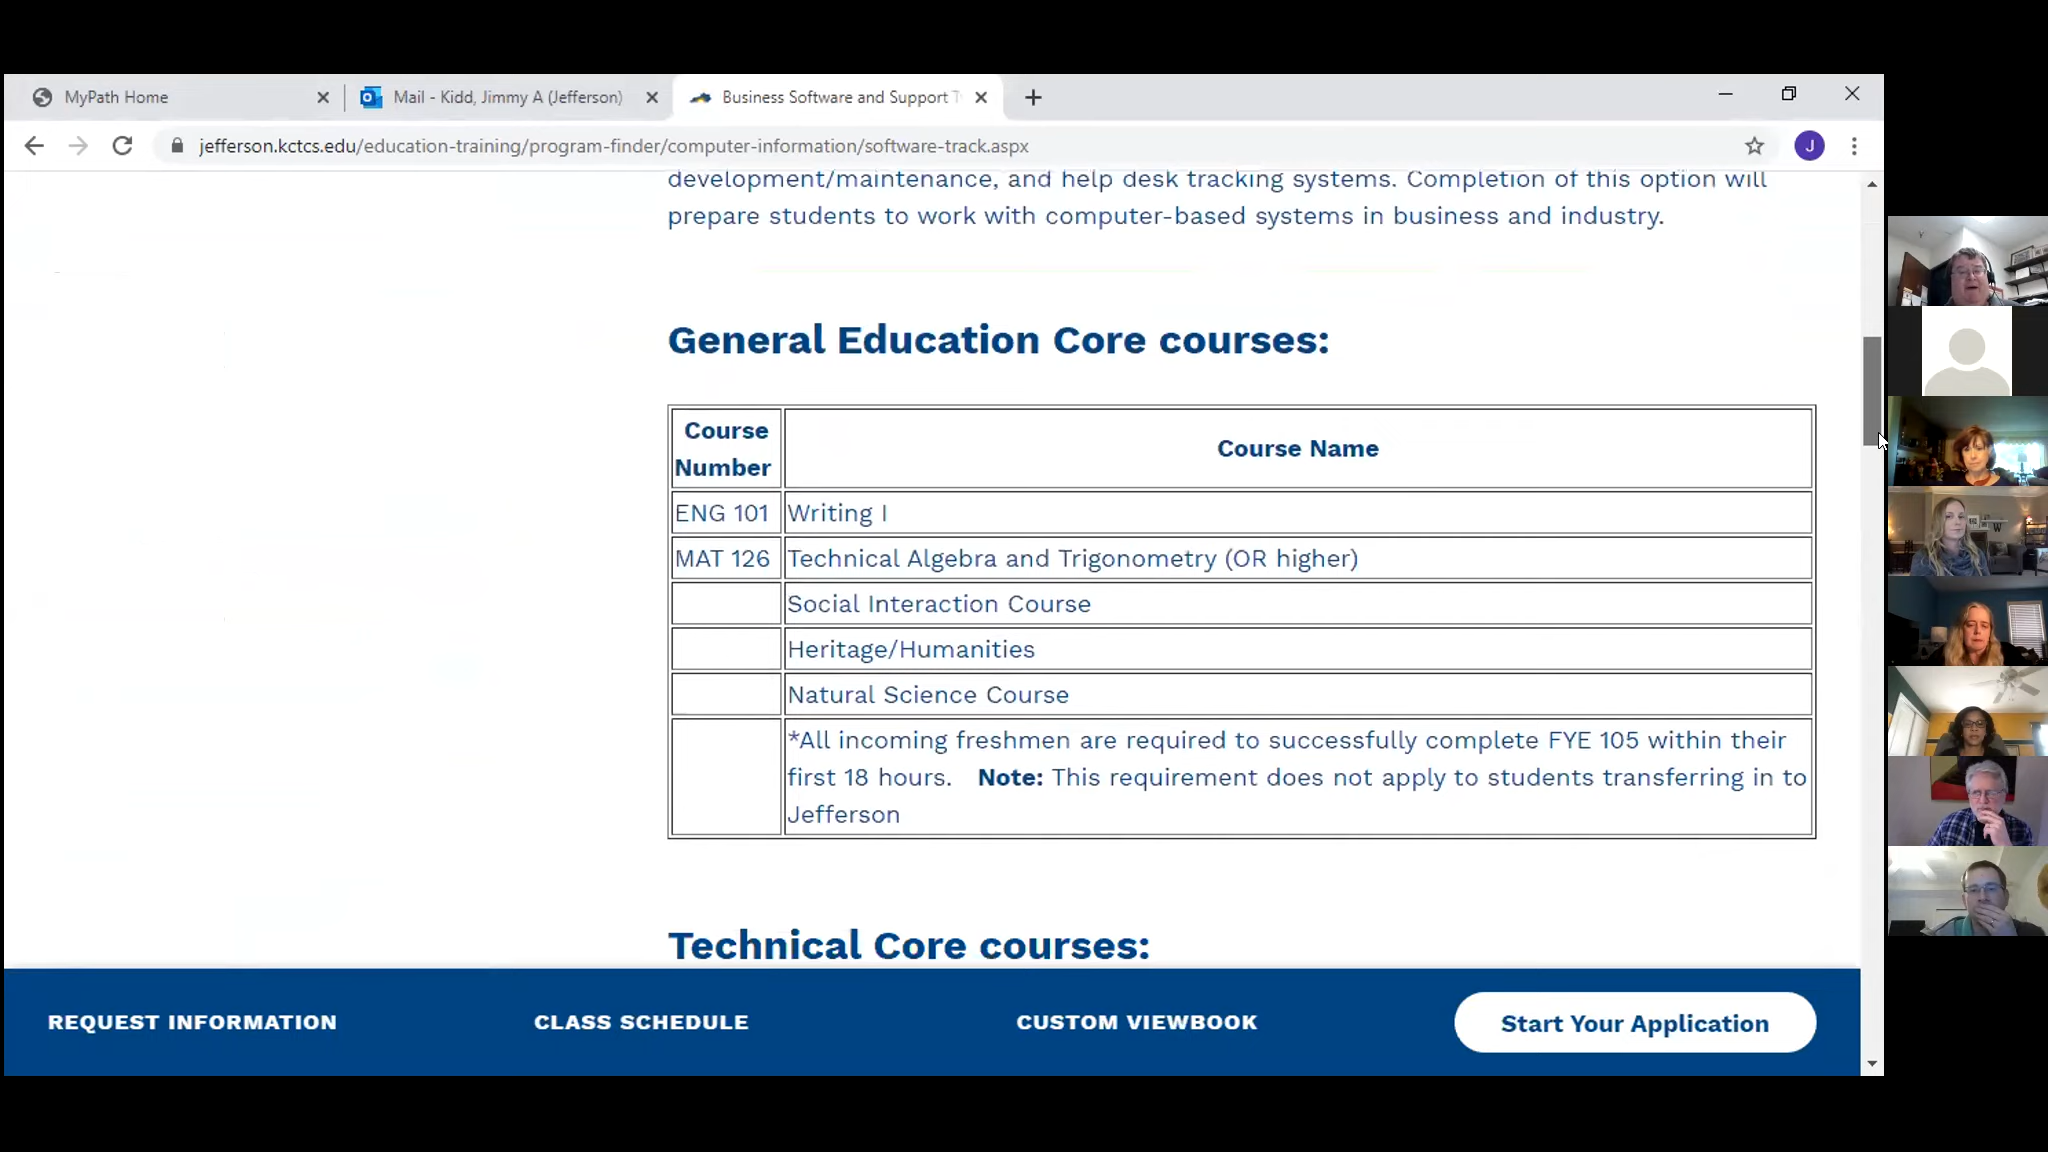 MyPath Home
Mail - Kidd, Jimmy A (Jefferson)
Business Software and Support T
jefferson.kctcs.edu/education-training/program-finder/computer-information/software-track.aspx
J
development/maintenance, and help desk tracking systems. Completion of this option will
prepare students to work with computer-based systems in business and industry.
General Education Core courses:
Course
Number
Course Name
ENG 101
Writing I
MAT 126
Technical Algebra and Trigonometry (OR higher)
Social Interaction Course
Heritage/Humanities
Natural Science Course
*All incoming freshmen are required to successfully complete FYE 105 within their
first 18 hours. Note: This requirement does not apply to students transferring in to
Jefferson
Technical Core courses:
REQUEST INFORMATION
CLASS SCHEDULE
CUSTOM VIEWBOOK
Start Your Application